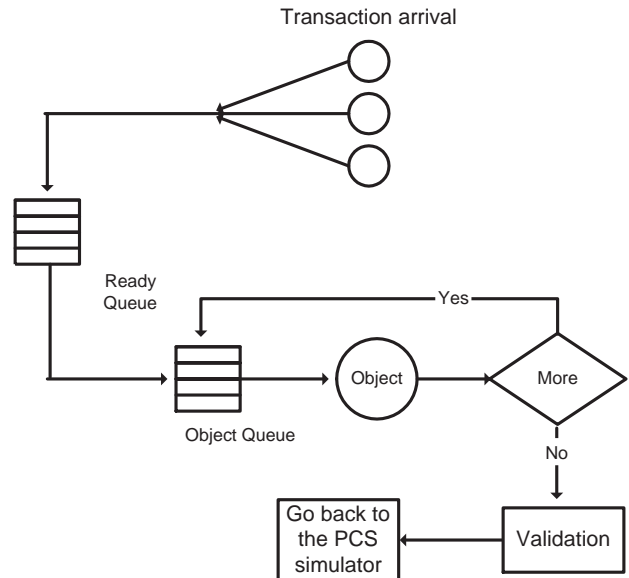 Transaction arrival
Ready
Queue
Yes
Object
More
Object Queue
No
Go back to
the PCS
simulator
Validation